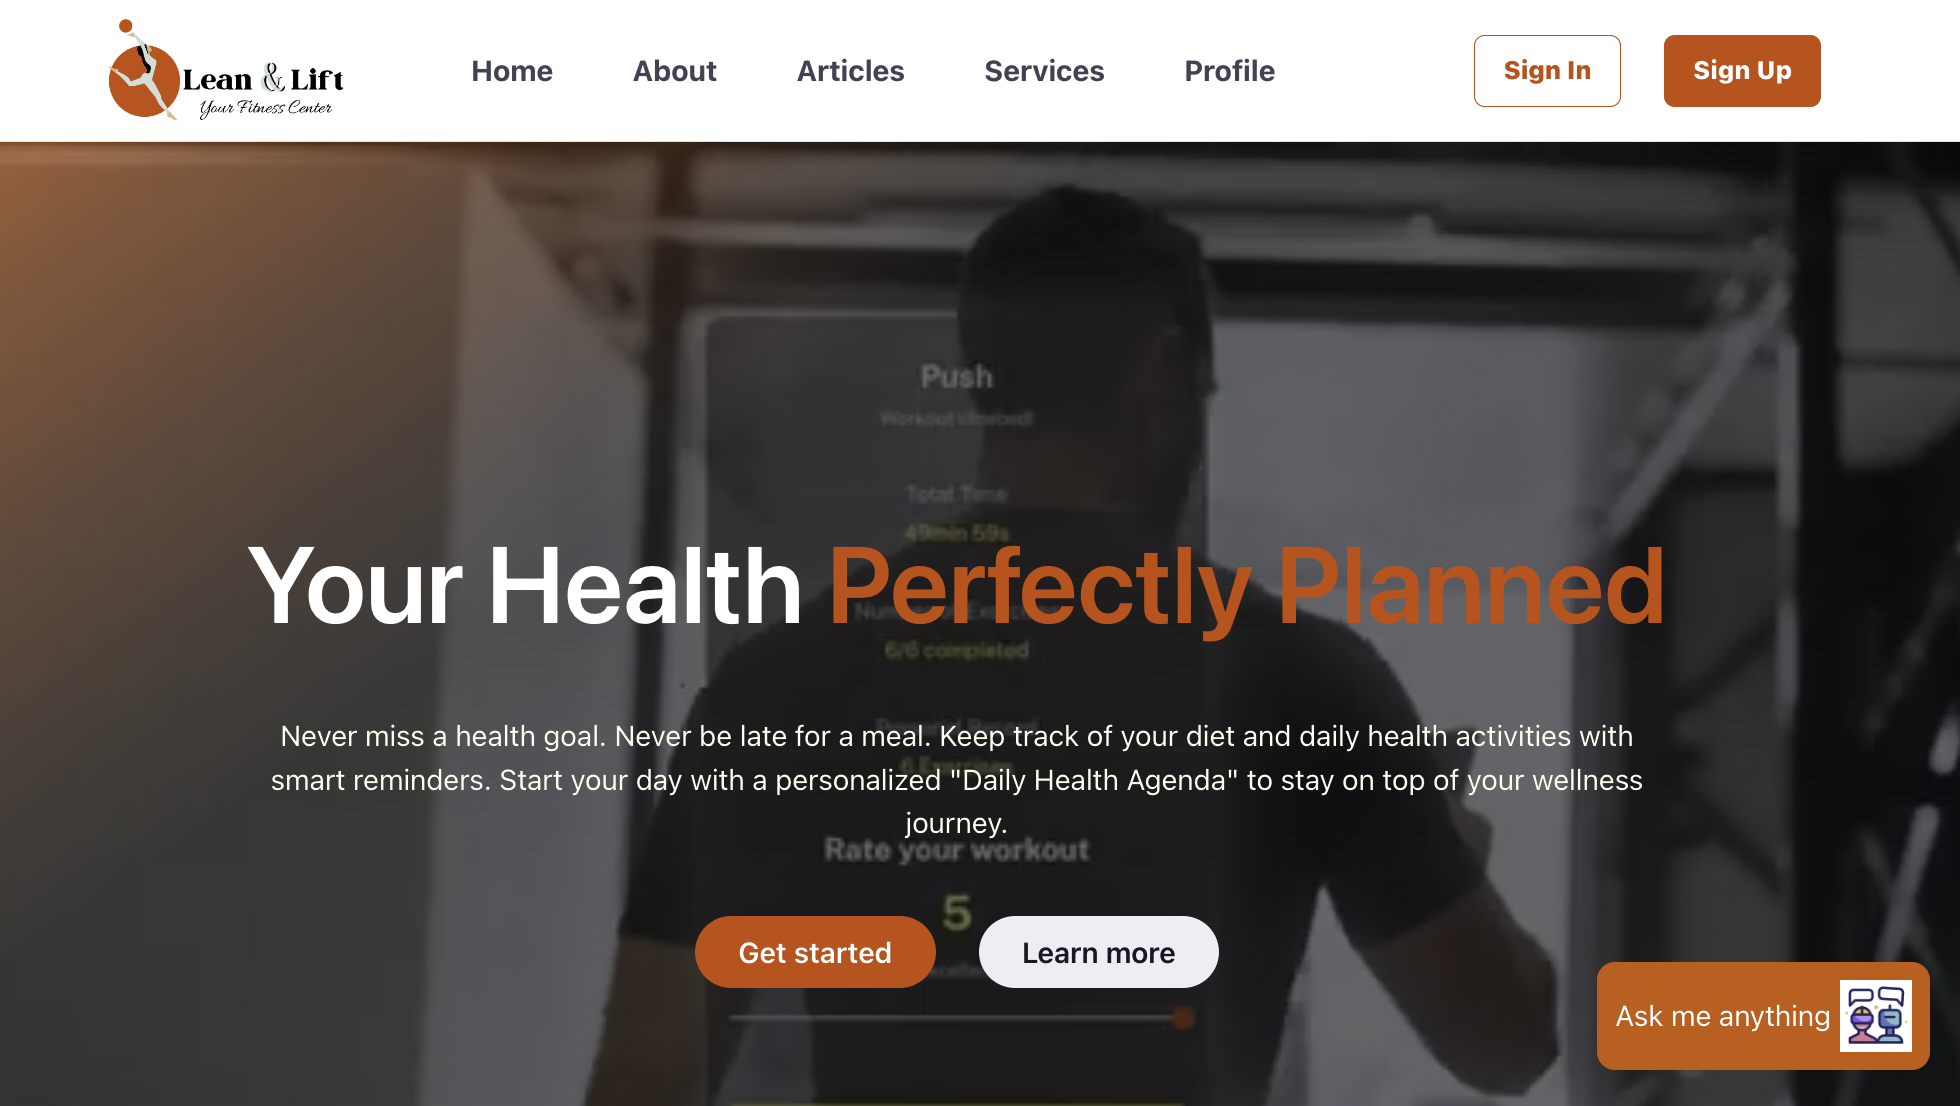 Lean & Lift
Your Fitness Center
Home
About
Articles
Services
Profile
Sign In
Sign Up
Push
Workout
Total Time
49min 59s
Your Health Perfectly Planned
6/6 completed
Never miss a health goal. Never be late for a meal. Keep track of your diet and daily health activities with
smart reminders. Start your day with a personalized "Daily Health Agenda" to stay on top of your wellness
journey.
Rate your workout
5
Get started
Learn more
Ask me anything